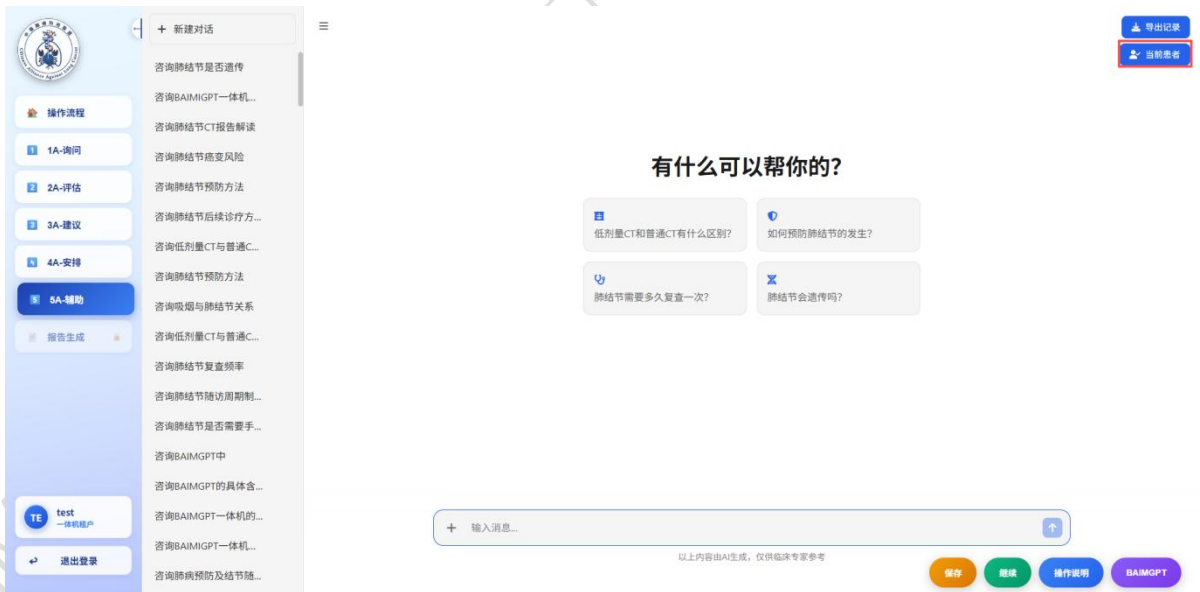 操作流程
1A-询问
2A-评估
3A-建议
4A-安排
5A-辅助
报告生成
TE
test
一体机租户
退出登录
+ 新建对话
咨询肺结节是否遗传
咨询BAIMIGPT一体机...
咨询肺结节CT报告解读
咨询肺结节癌变风险
咨询肺结节预防方法
咨询肺结节后续诊疗方...
咨询低剂量CT与普通C...
咨询肺结节预防方法
咨询吸烟与肺结节关系
咨询低剂量CT与普通C...
咨询肺结节复查频率
咨询肺结节随访周期制...
咨询肺结节是否需要手...
咨询BAIMGPT中
咨询BAIMGPT的具体含...
咨询BAIMGPT一体机的...
咨询BAIMIGPT一体机...
咨询肺病预防及结节随...
导出记录
当前患者
有什么可以帮你的?
低剂量CT和普通CT有什么区别?
如何预防肺结节的发生?
肺结节需要多久复查一次?
肺结节会遗传吗?
+ 输入消息...
以上内容由AI生成，仅供临床专家参考
保存
继续
操作说明
BAIMGPT